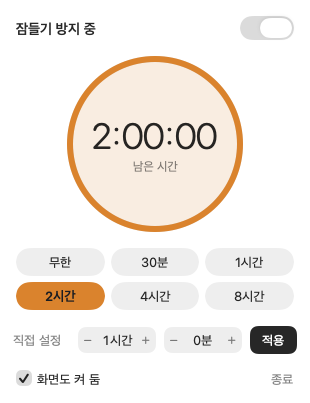 잠들기 방지 중
2:00:00
남은 시간
무한 30분 1시간
2시간 4시간 8시간
직접 설정 − 1시간 + − 0분 + 적용
화면도 켜 둠 종료